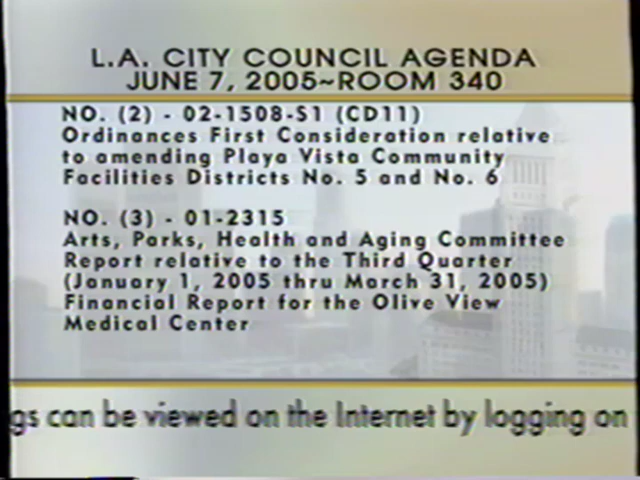 L.A. CITY COUNCIL AGENDA
JUNE 7, 2005~ROOM 340
NO. (2) - 02-1508-S1 (CD11)
Ordinances First Consideration relative
to amending Playa Vista Community
Facilities Districts No. 5 and No. 6
NO. (3) - 01-2315
Arts, Parks, Health and Aging Committee
Report relative to the Third Quarter
(January 1, 2005 thru March 31, 2005)
Financial Report for the Olive View
Medical Center
gs can be viewed on the Internet by logging on